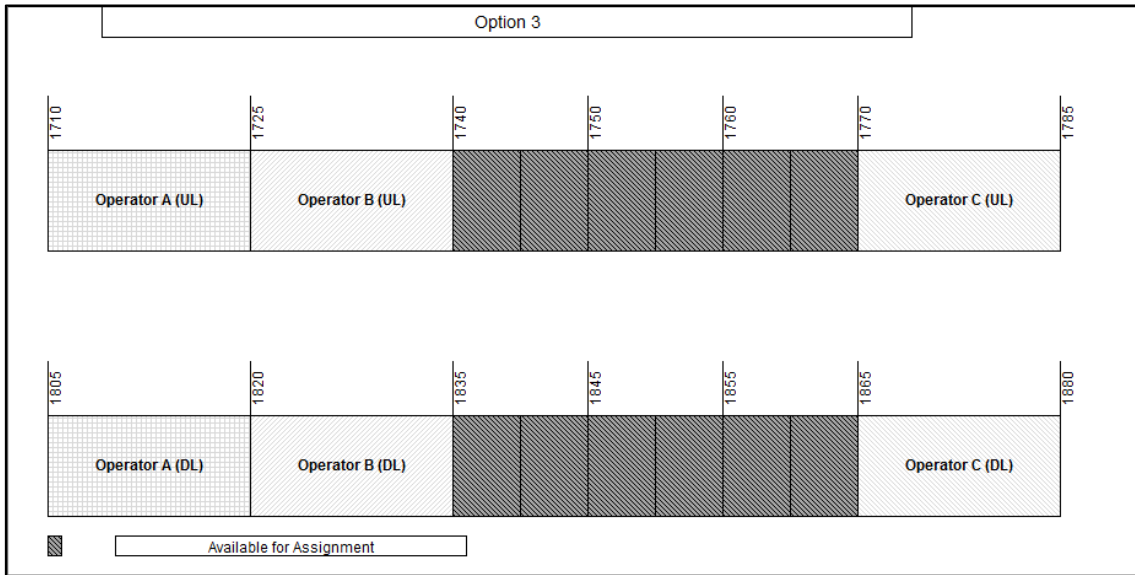 Option 3
1710 1725 1740 1750 1760 1770 1785
Operator A (UL) Operator B (UL) Operator C (UL)
1805 1820 1835 1845 1855 1865 1880
Operator A (DL) Operator B (DL) Operator C (DL)
Available for Assignment